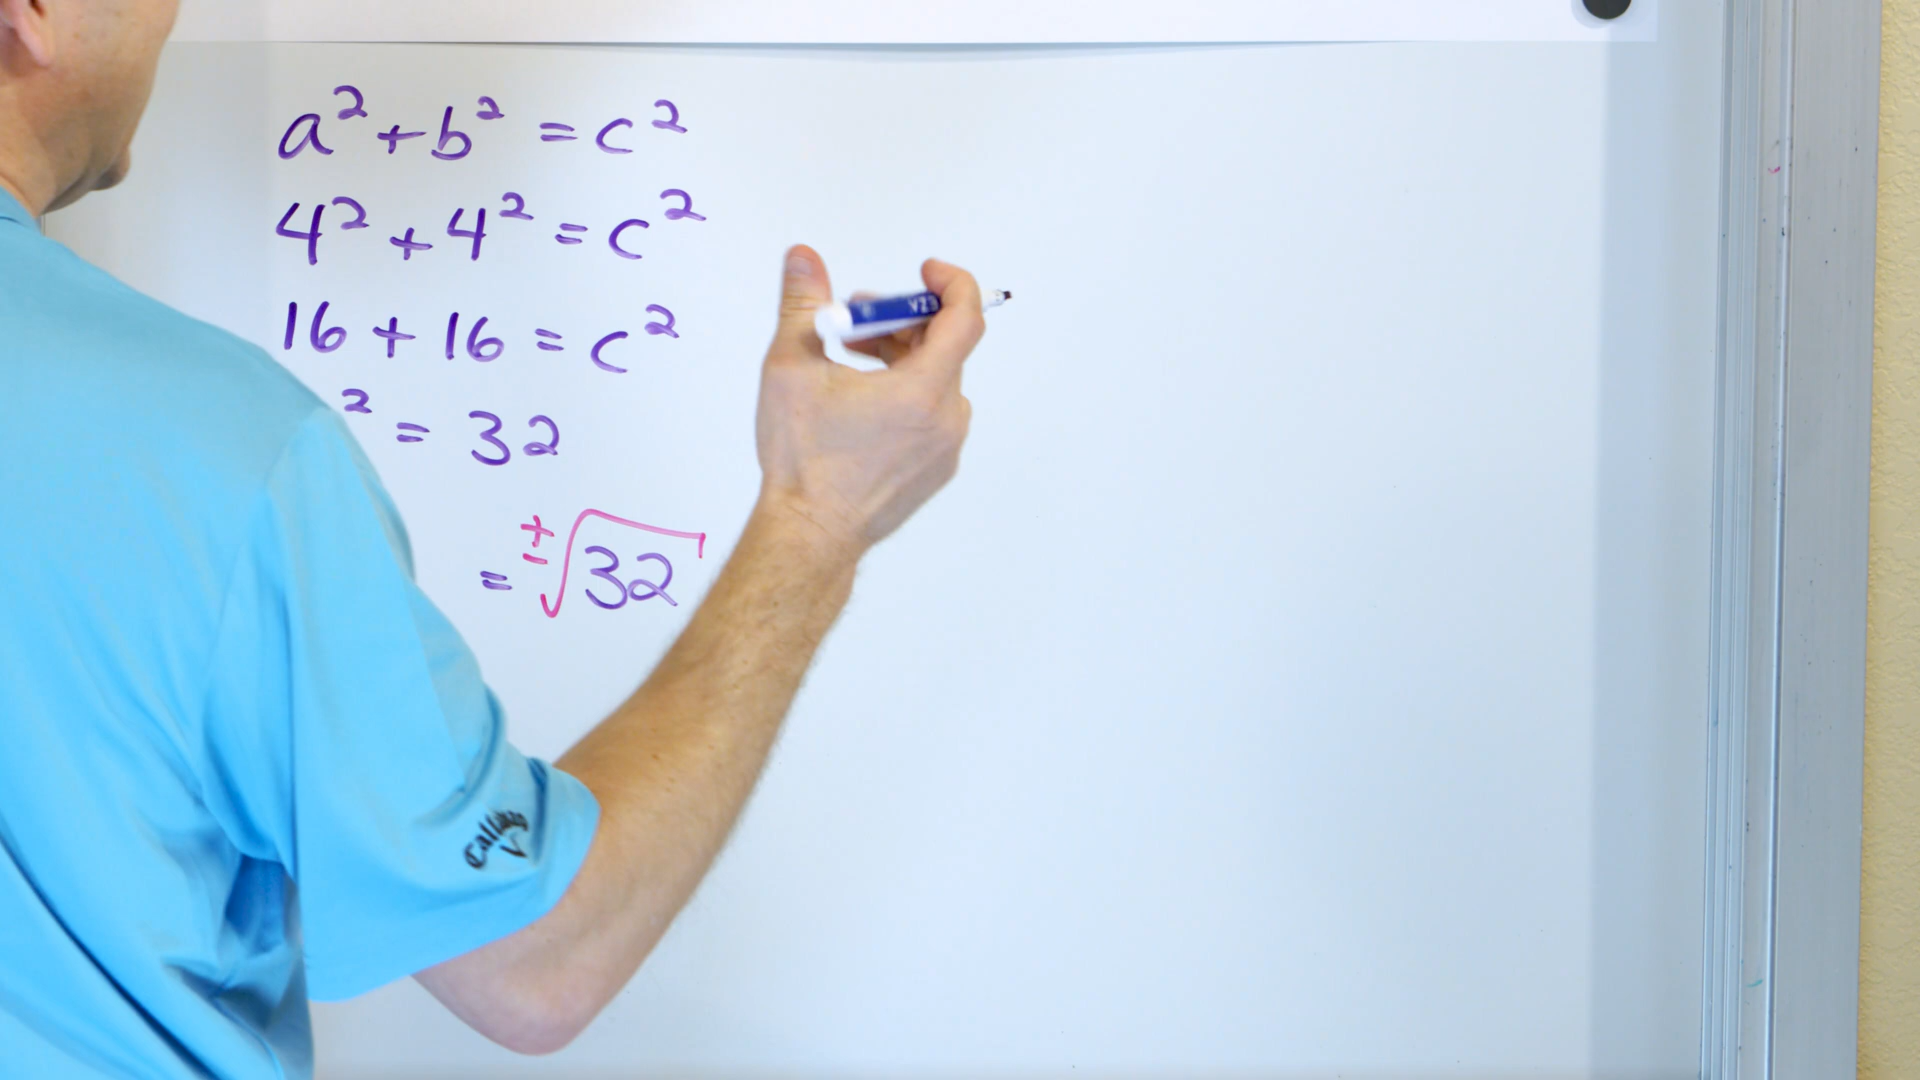 a² + b² = c²
4² + 4² = c²
16 + 16 = c²
² = 32
= ±√32